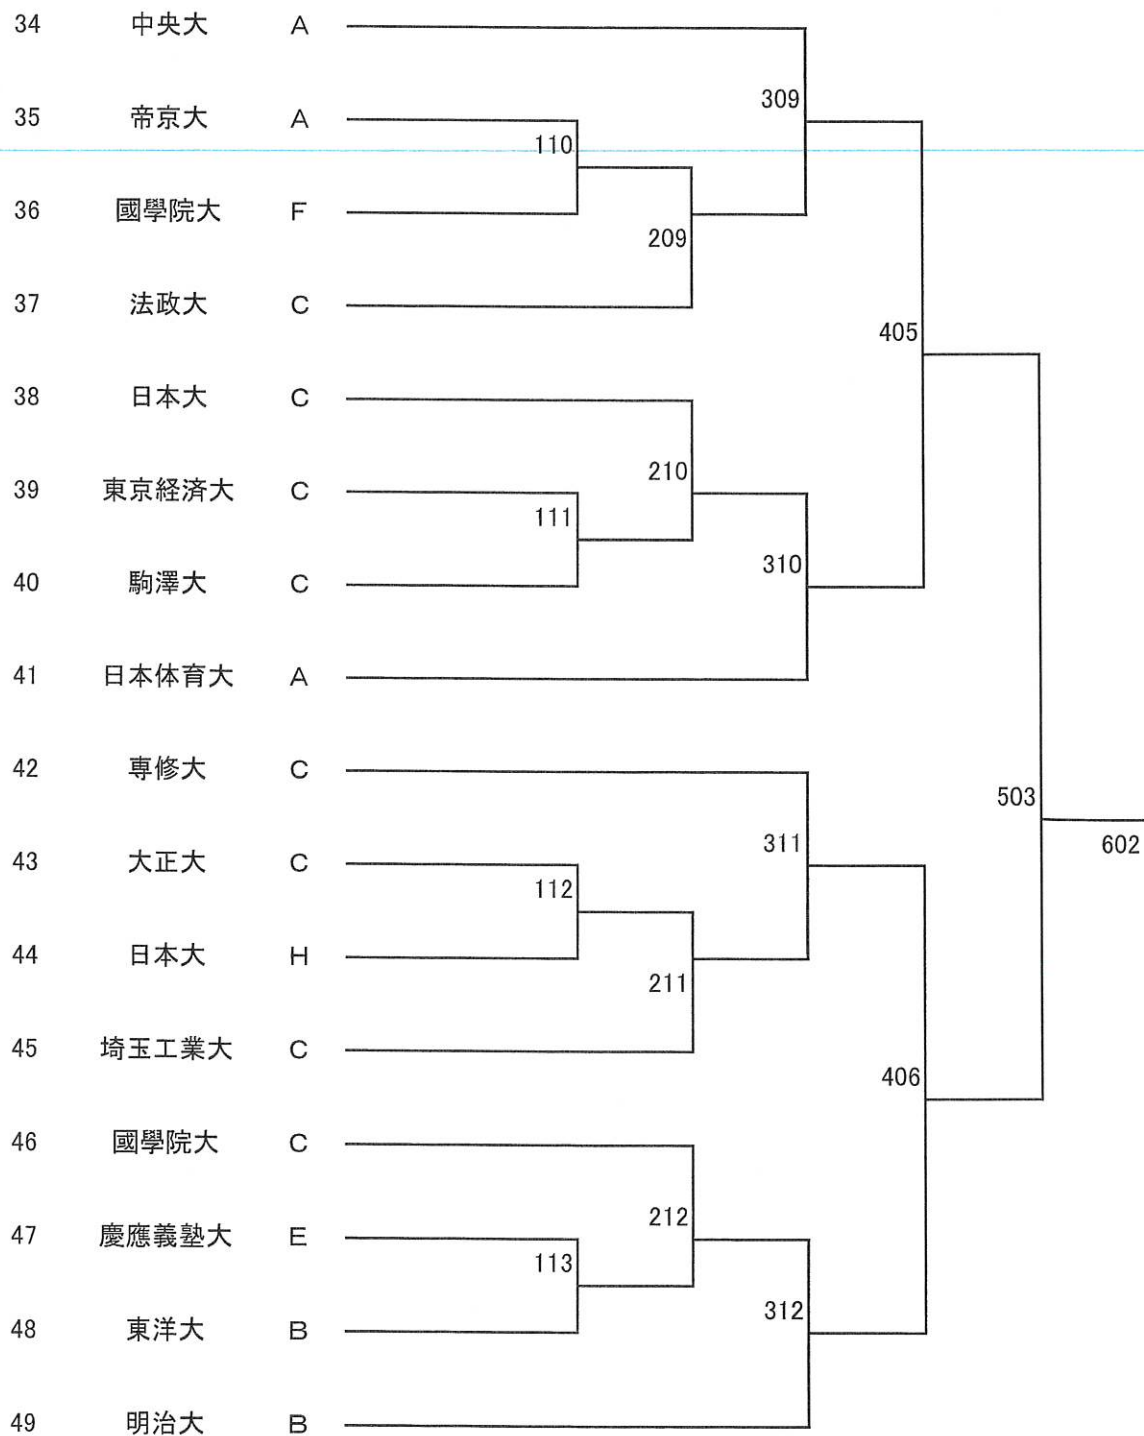 34 中央大 A
309
35 帝京大 A
110
36 國學院大 F
209
37 法政大 C
405
38 日本大 C
210
39 東京経済大 C
111
310
40 駒澤大 C
41 日本体育大 A
42 専修大 C
503
311
602
43 大正大 C
112
44 日本大 H
211
45 埼玉工業大 C
406
46 國學院大 C
212
47 慶應義塾大 E
113
312
48 東洋大 B
49 明治大 B